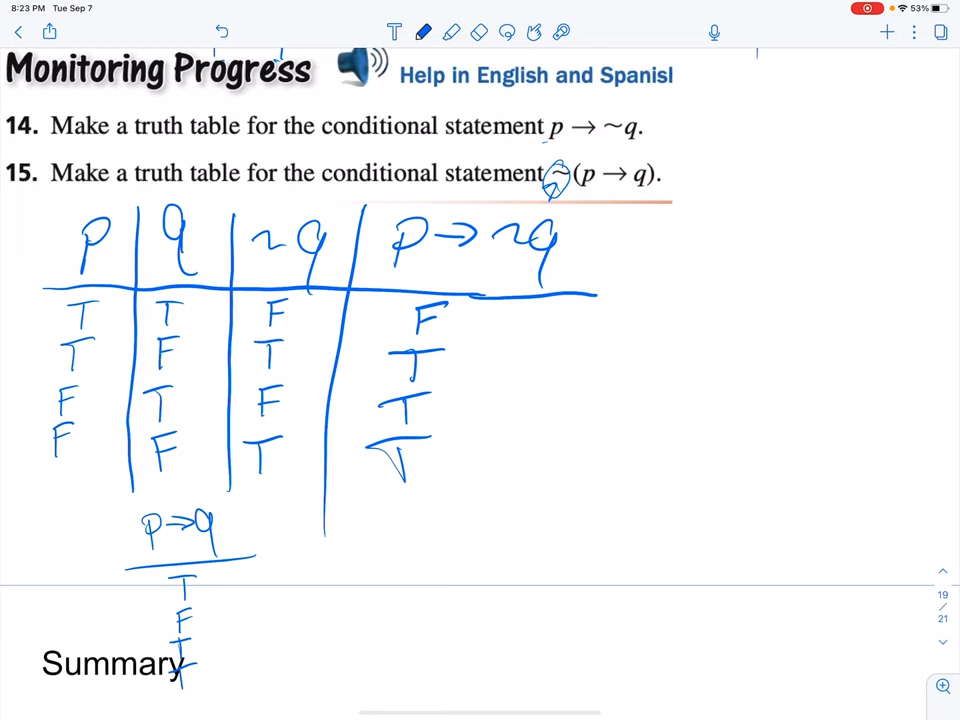 8:23 PM Tue Sep 7
53%
Monitoring Progress
Help in English and Spanisl
14. Make a truth table for the conditional statement p → ~q.
15. Make a truth table for the conditional statement ~(p → q).
p q ~q p → ~q
T T F F
T F T T
F T F T
F F T T
p → q
T
F
T
T
19
/
21
Summary